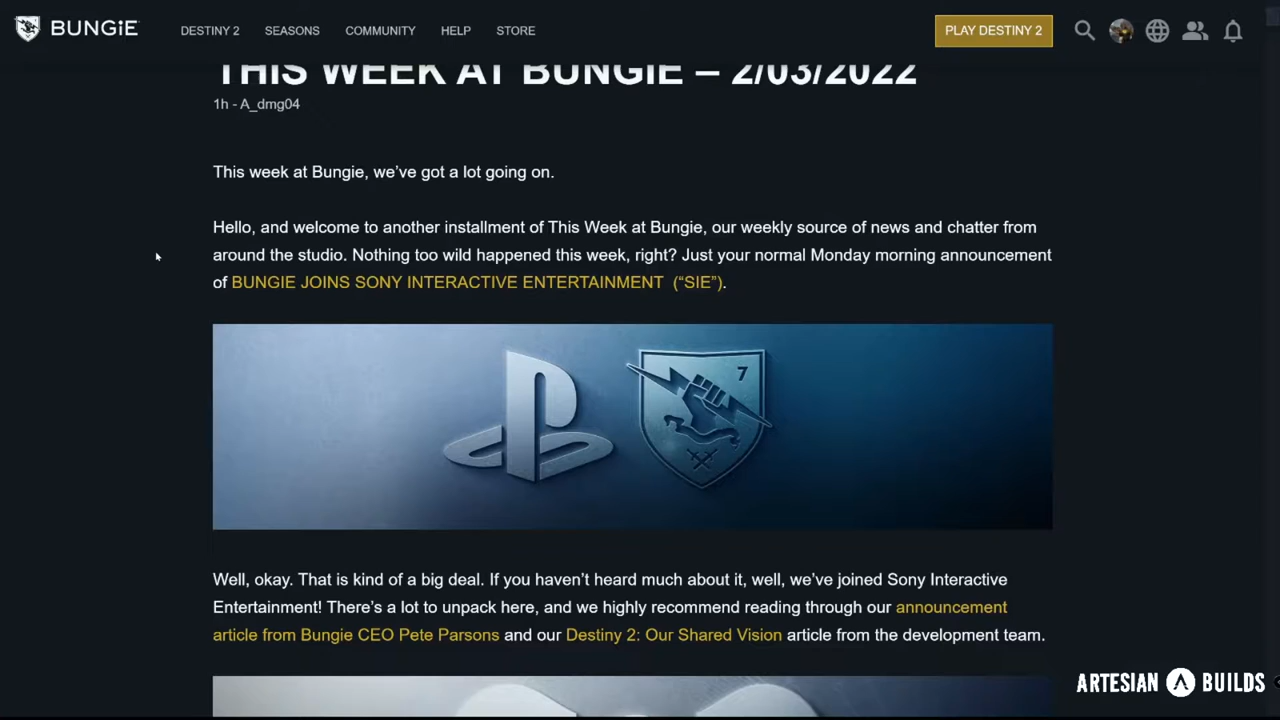 BUNGiE
DESTINY 2
SEASONS
COMMUNITY
HELP
STORE
PLAY DESTINY 2
THIS WEEK AT BUNGIE – 2/03/2022
1h - A_dmg04
This week at Bungie, we’ve got a lot going on.
Hello, and welcome to another installment of This Week at Bungie, our weekly source of news and chatter from
around the studio. Nothing too wild happened this week, right? Just your normal Monday morning announcement
of BUNGIE JOINS SONY INTERACTIVE ENTERTAINMENT (“SIE”).
7
Well, okay. That is kind of a big deal. If you haven’t heard much about it, well, we’ve joined Sony Interactive
Entertainment! There’s a lot to unpack here, and we highly recommend reading through our announcement
article from Bungie CEO Pete Parsons and our Destiny 2: Our Shared Vision article from the development team.
ARTESIAN BUILDS